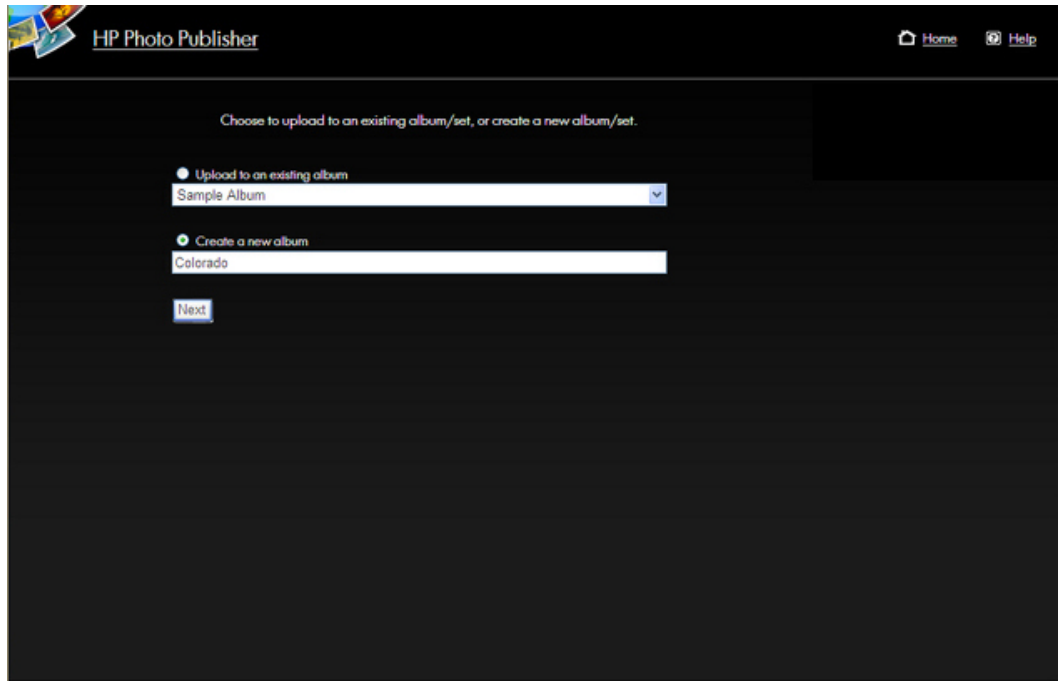 HP Photo Publisher
Home
Help
Choose to upload to an existing album/set, or create a new album/set.
Upload to an existing album
Sample Album
Create a new album
Colorado
Next